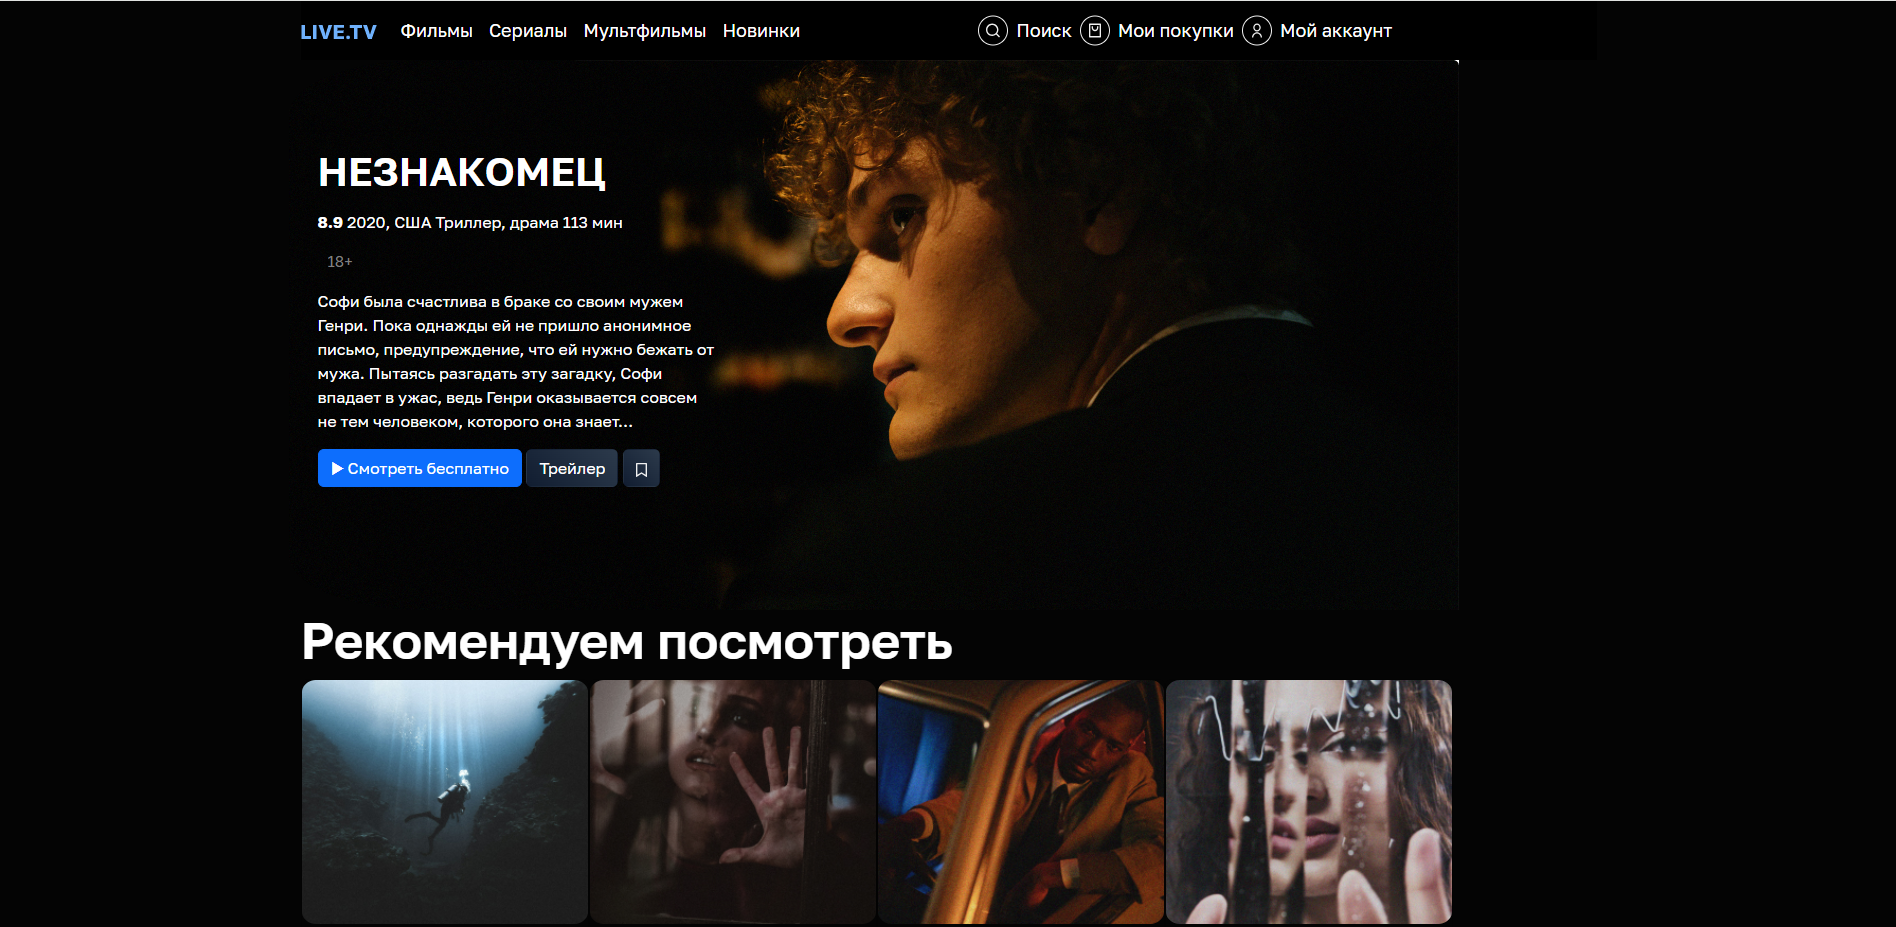 LIVE.TV Фильмы Сериалы Мультфильмы Новинки Поиск Мои покупки Мой аккаунт
НЕЗНАКОМЕЦ
8.9 2020, США Триллер, драма 113 мин
18+
Софи была счастлива в браке со своим мужем
Генри. Пока однажды ей не пришло анонимное
письмо, предупреждение, что ей нужно бежать от
мужа. Пытаясь разгадать эту загадку, Софи
впадает в ужас, ведь Генри оказывается совсем
не тем человеком, которого она знает...
Смотреть бесплатно Трейлер
Рекомендуем посмотреть